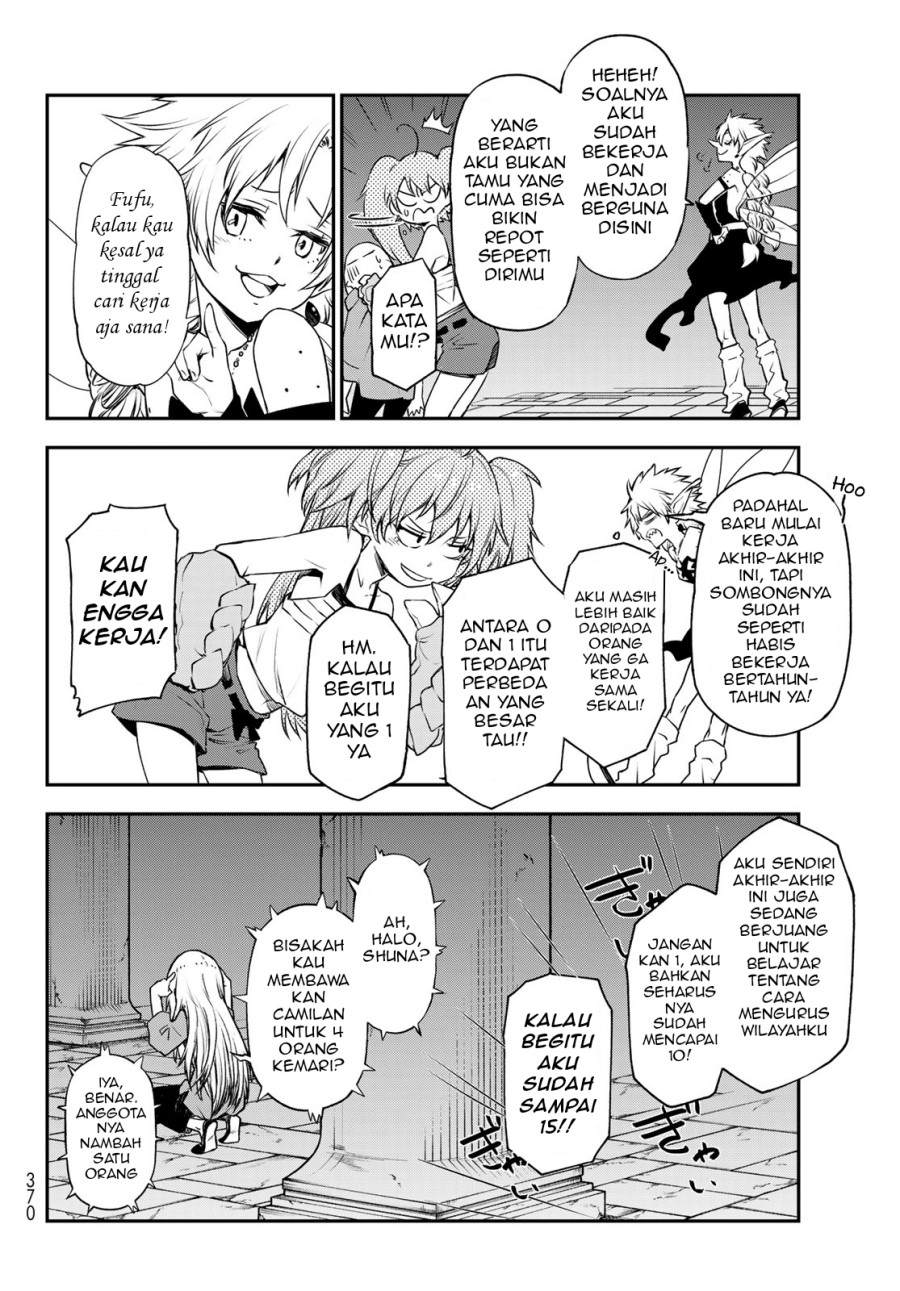 HEHEH!
SOALNYA
AKU
SUDAH
BEKERJA
DAN
MENJADI
BERGUNA
DISINI
YANG
BERARTI
AKU BUKAN
TAMU YANG
CUMA BISA
BIKIN
REPOT
SEPERTI
DIRIMU
APA
KATA
MU!?
Fufu,
kalau kau
kesal ya
tinggal
cari kerja
aja sana!
HOO
PADAHAL
BARU MULAI
KERJA
AKHIR-AKHIR
INI, TAPI
SOMBONGNYA
SUDAH
SEPERTI
HABIS
BEKERJA
BERTAHUN-
TAHUN YA!
AKU MASIH
LEBIH BAIK
DARIPADA
ORANG
YANG GA
KERJA
SAMA
SEKALI!
ANTARA 0
DAN 1 ITU
TERDAPAT
PERBEDA
AN YANG
BESAR
TAU!!
HM.
KALAU
BEGITU
AKU
YANG 1
YA
KAU
KAN
ENGGA
KERJA!
AKU SENDIRI
AKHIR-AKHIR
INI JUGA
SEDANG
BERJUANG
UNTUK
BELAJAR
TENTANG
CARA
MENGURUS
WILAYAHKU
JANGAN
KAN 1, AKU
BAHKAN
SEHARUS
NYA
SUDAH
MENCAPAI
10!
ぎゃい
ぎゃい
KALAU
BEGITU
AKU
SUDAH
SAMPAI
15!!
AH,
HALO,
SHUNA?
BISAKAH
KAU
MEMBAWA
KAN
CAMILAN
UNTUK 4
ORANG
KEMARI?
IYA,
BENAR.
ANGGOTA
NYA
NAMBAH
SATU
ORANG
370